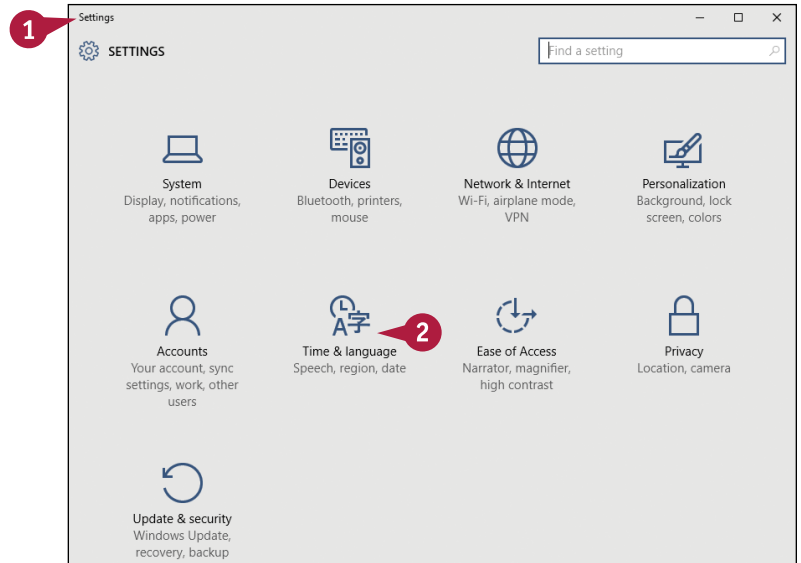 1
Settings
SETTINGS
Find a setting
System
Display, notifications,
apps, power
Devices
Bluetooth, printers,
mouse
Network & Internet
Wi-Fi, airplane mode,
VPN
Personalization
Background, lock
screen, colors
Accounts
Your account, sync
settings, work, other
users
A字
2
Time & language
Speech, region, date
Ease of Access
Narrator, magnifier,
high contrast
Privacy
Location, camera
Update & security
Windows Update,
recovery, backup